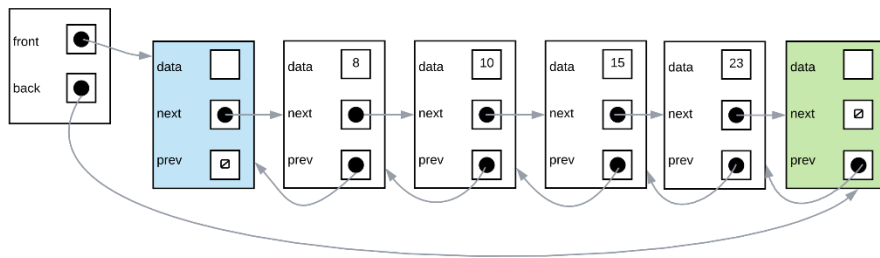 front
back
data
next
prev
data 8
next
prev
data 10
next
prev
data 15
next
prev
data 23
next
prev
data
next
prev